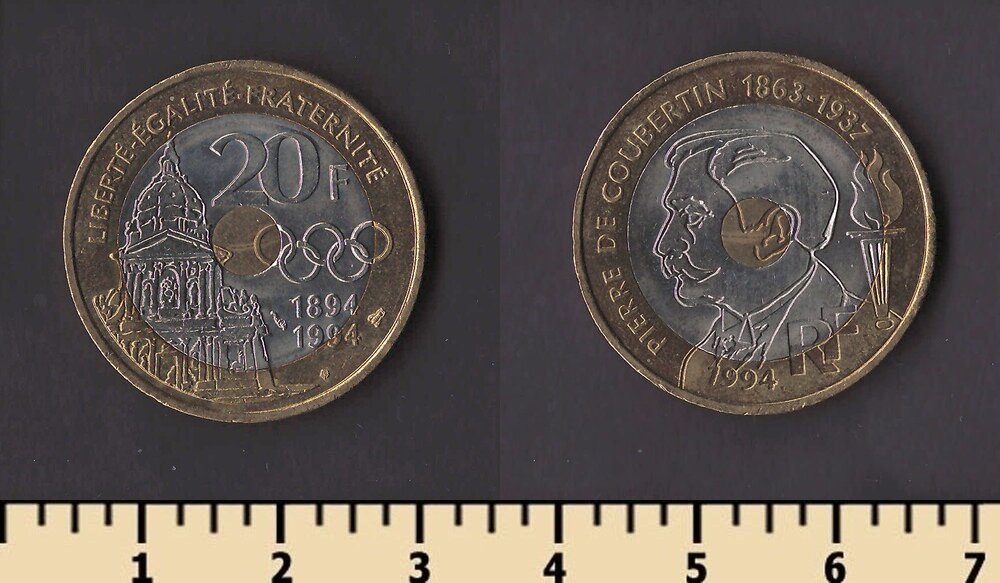 LIBERTÉ·ÉGALITÉ·FRATERNITÉ
20F
1894
1994
PIERRE DE COUBERTIN 1863-1937
RF
1994
1 2 3 4 5 6 7